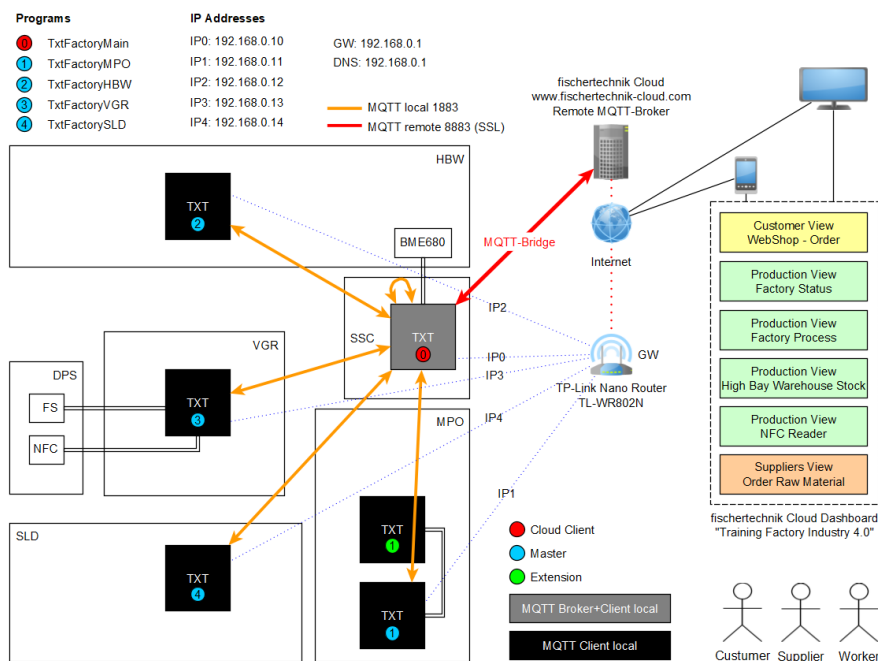 Programs
IP Addresses
0 TxtFactoryMain
IP0: 192.168.0.10
GW: 192.168.0.1
1 TxtFactoryMPO
IP1: 192.168.0.11
DNS: 192.168.0.1
2 TxtFactoryHBW
IP2: 192.168.0.12
3 TxtFactoryVGR
IP3: 192.168.0.13
MQTT local 1883
4 TxtFactorySLD
IP4: 192.168.0.14
MQTT remote 8883 (SSL)
fischertechnik Cloud
www.fischertechnik-cloud.com
Remote MQTT-Broker
HBW
TXT
2
BME680
MQTT-Bridge
Internet
SSC
TXT
0
IP2
IP0
IP3
IP4
IP1
GW
TP-Link Nano Router
TL-WR802N
VGR
TXT
3
DPS
FS
NFC
MPO
TXT
1
TXT
1
SLD
TXT
4
Customer View
WebShop - Order
Production View
Factory Status
Production View
Factory Process
Production View
High Bay Warehouse Stock
Production View
NFC Reader
Suppliers View
Order Raw Material
fischertechnik Cloud Dashboard
"Training Factory Industry 4.0"
Cloud Client
Master
Extension
MQTT Broker+Client local
MQTT Client local
Custumer
Supplier
Worker